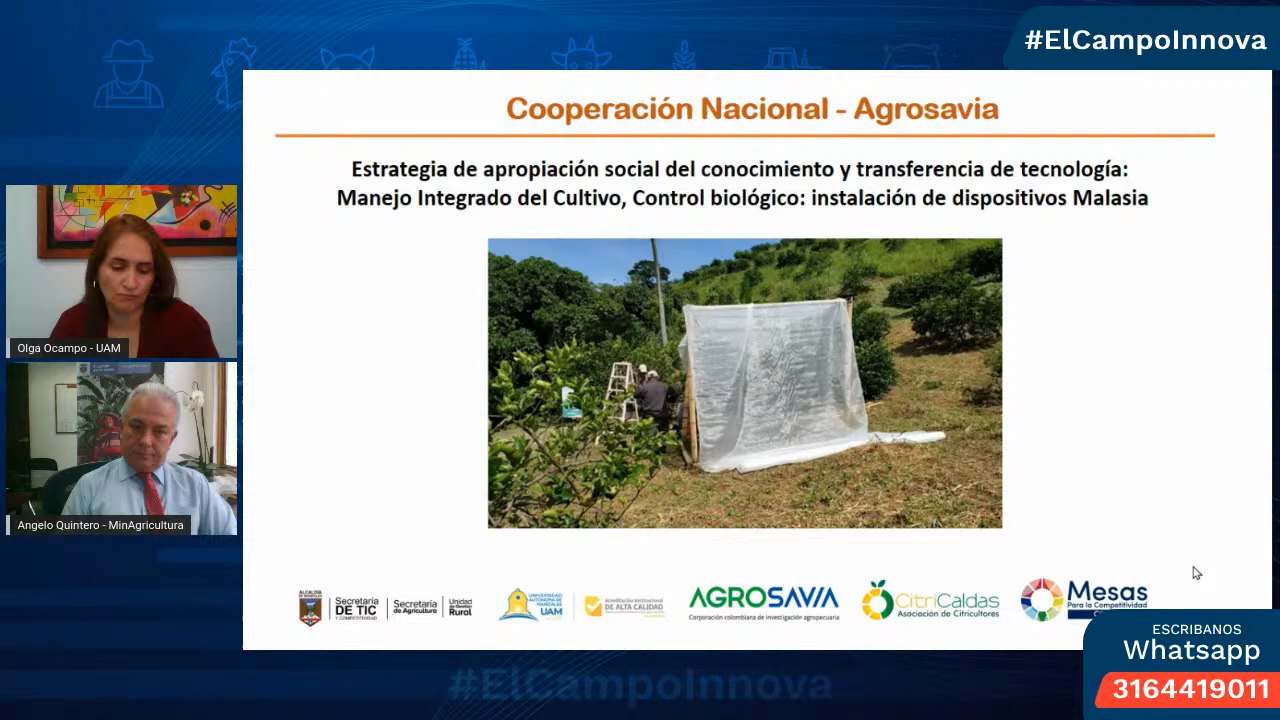 #ElCampoInnova
Cooperación Nacional - Agrosavia
Estrategia de apropiación social del conocimiento y transferencia de tecnología:
Manejo Integrado del Cultivo, Control biológico: instalación de dispositivos Malasia
Olga Ocampo - UAM
Angelo Quintero - MinAgricultura
ALCALDÍA
DE MANIZALES
Secretaría
DE TIC
Y COMPETITIVIDAD
Secretaría
de Agricultura
Unidad
de Gestión
Rural
UNIVERSIDAD
AUTÓNOMA
DE MANIZALES
UAM
Acreditación Institucional
DE ALTA CALIDAD
AGROSAVIA
Corporación colombiana de investigación agropecuaria
CitriCaldas
Asociación de Citricultores
Mesas
Para la Competitividad
ESCRIBANOS
Whatsapp
3164419011
#ElCampoInnova